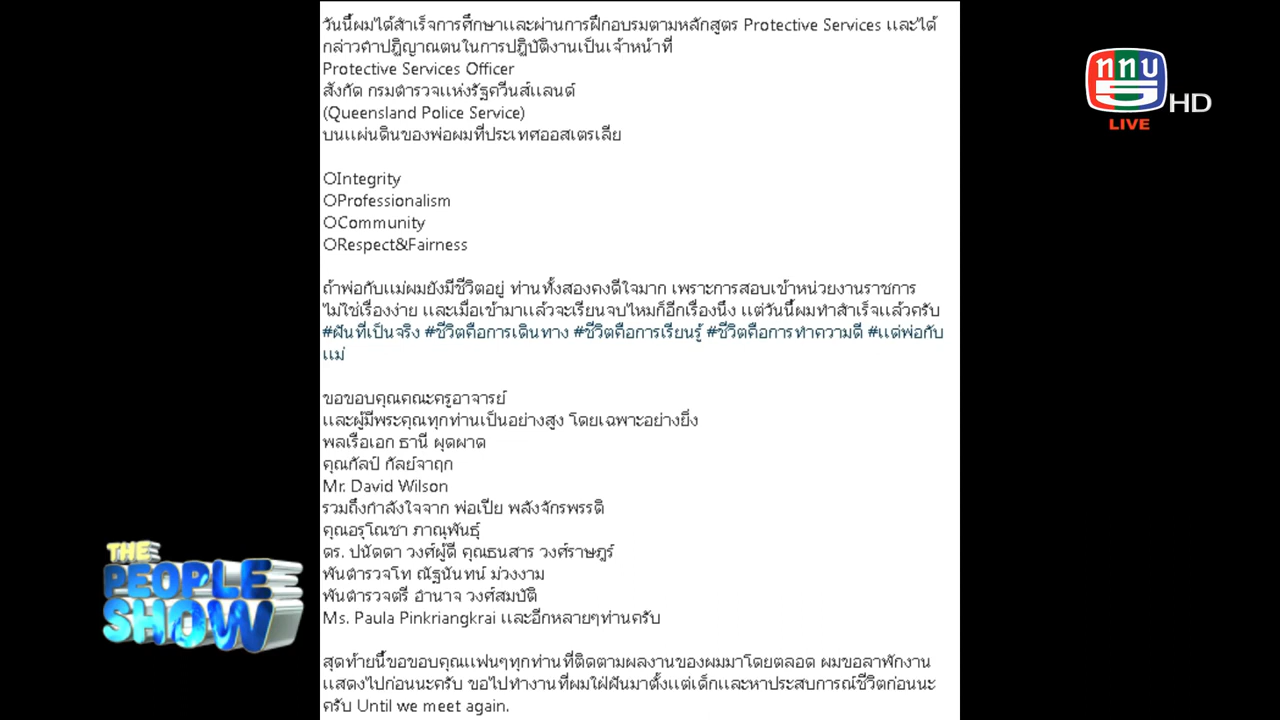 วันนี้ผมได้สำเร็จการศึกษาและผ่านการฝึกอบรมตามหลักสูตร Protective Services และได้
กล่าวคำปฏิญาณตนในการปฏิบัติงานเป็นเจ้าหน้าที่
Protective Services Officer
สังกัด กรมตำรวจแห่งรัฐควีนส์แลนด์
(Queensland Police Service)
บนแผ่นดินของพ่อผมที่ประเทศออสเตรเลีย
⭕Integrity
⭕Professionalism
⭕Community
⭕Respect&Fairness
ถ้าพ่อกับแม่ผมยังมีชีวิตอยู่ ท่านทั้งสองคงดีใจมาก เพราะการสอบเข้าหน่วยงานราชการ
ไม่ใช่เรื่องง่าย และเมื่อเข้ามาแล้วจะเรียนจบไหมก็อีกเรื่องนึง แต่วันนี้ผมทำสำเร็จแล้วครับ
#ฝันที่เป็นจริง #ชีวิตคือการเดินทาง #ชีวิตคือการเรียนรู้ #ชีวิตคือการทำความดี #แด่พ่อกับ
แม่
ขอขอบคุณคณะครูอาจารย์
และผู้มีพระคุณทุกท่านเป็นอย่างสูง โดยเฉพาะอย่างยิ่ง
พลเรือเอก ธานี ผุดผาด
คุณกัลป์ กัลย์จาฤก
Mr. David Wilson
รวมถึงกำลังใจจาก พ่อเปีย พลังจักรพรรดิ
คุณอรุโณชา ภาณุพันธุ์
ดร. ปนัดดา วงศ์ผู้ดี คุณธนสาร วงศ์ราษฎร์
พันตำรวจโท ณัฐนันทน์ ม่วงงาม
พันตำรวจตรี อำนาจ วงศ์สมบัติ
Ms. Paula Pinkriangkrai และอีกหลายๆท่านครับ
สุดท้ายนี้ขอขอบคุณแฟนๆทุกท่านที่ติดตามผลงานของผมมาโดยตลอด ผมขอลาพักงาน
แสดงไปก่อนนะครับ ขอไปทำงานที่ผมใฝ่ฝันมาตั้งแต่เด็กและหาประสบการณ์ชีวิตก่อนนะ
ครับ Until we meet again.
ททบ
5 HD
LIVE
THE
PEOPLE
SHOW